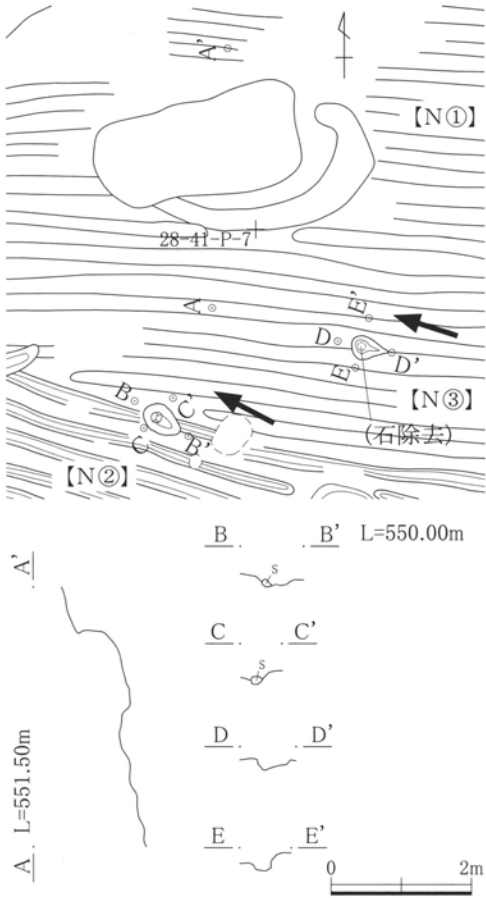 A'
【N①】
28-41-P-7
A
E'
D
D'
E
【N③】
B
C'
(石除去)
C
B'
【N②】
B
B'
L=550.00m
S
A'
C
C'
S
D
D'
L=551.50m
A
E
E'
0
2m